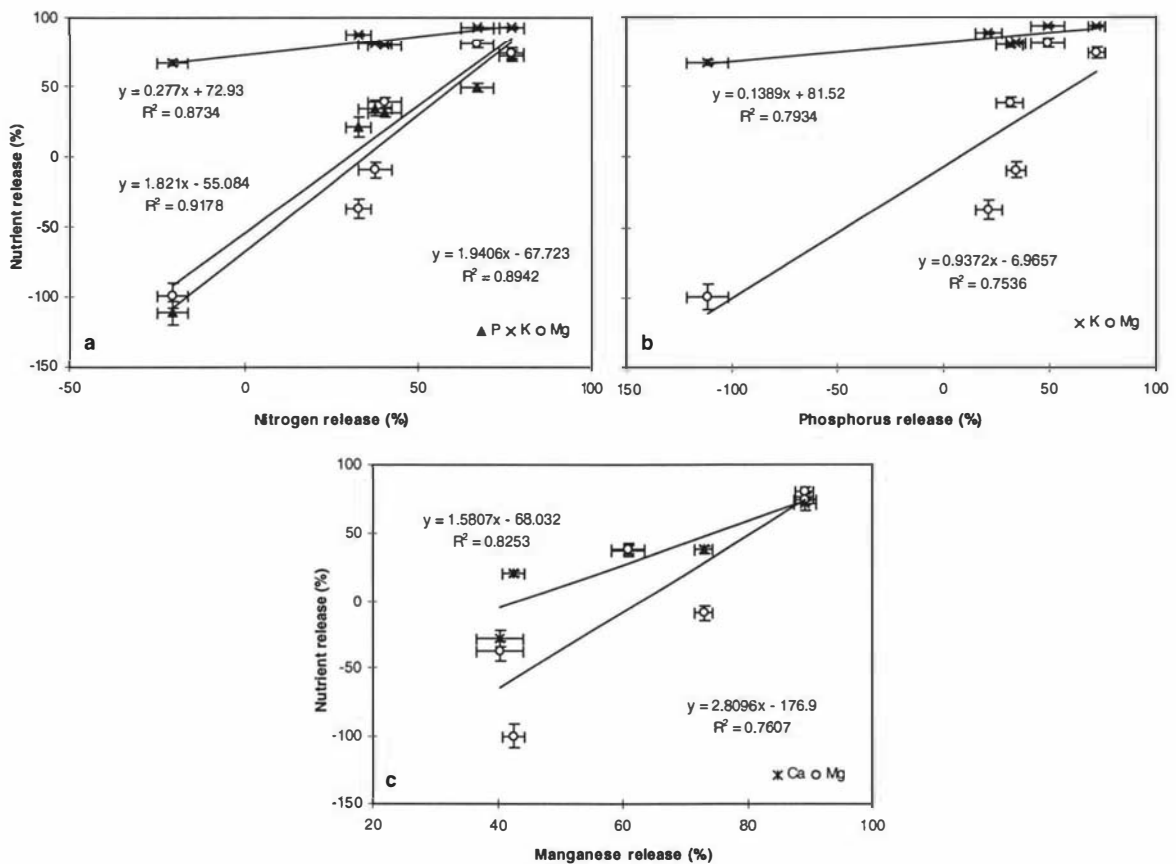 100
50
0
-50
-100
-150
Nutrient release (%)
y = 0.277x + 72.93
R² = 0.8734
y = 1.821x - 55.084
R² = 0.9178
y = 1.9406x - 67.723
R² = 0.8942
a
▲ P × K o Mg
-50
0
50
100
Nitrogen release (%)
y = 0.1389x + 81.52
R² = 0.7934
y = 0.9372x - 6.9657
R² = 0.7536
b
× K o Mg
150
-100
0
50
100
Phosphorus release (%)
100
50
0
-50
-100
-150
Nutrient release (%)
y = 1.5807x - 68.032
R² = 0.8253
y = 2.8096x - 176.9
R² = 0.7607
c
ж Ca o Mg
20
40
60
80
100
Manganese release (%)